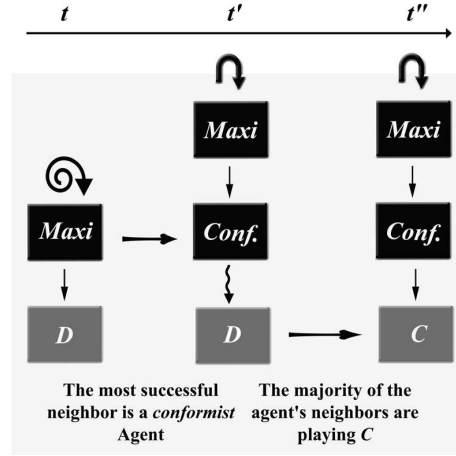 t t′ t″
Maxi Maxi
Maxi Conf. Conf.
D D C
The most successful
neighbor is a conformist
Agent
The majority of the
agent's neighbors are
playing C